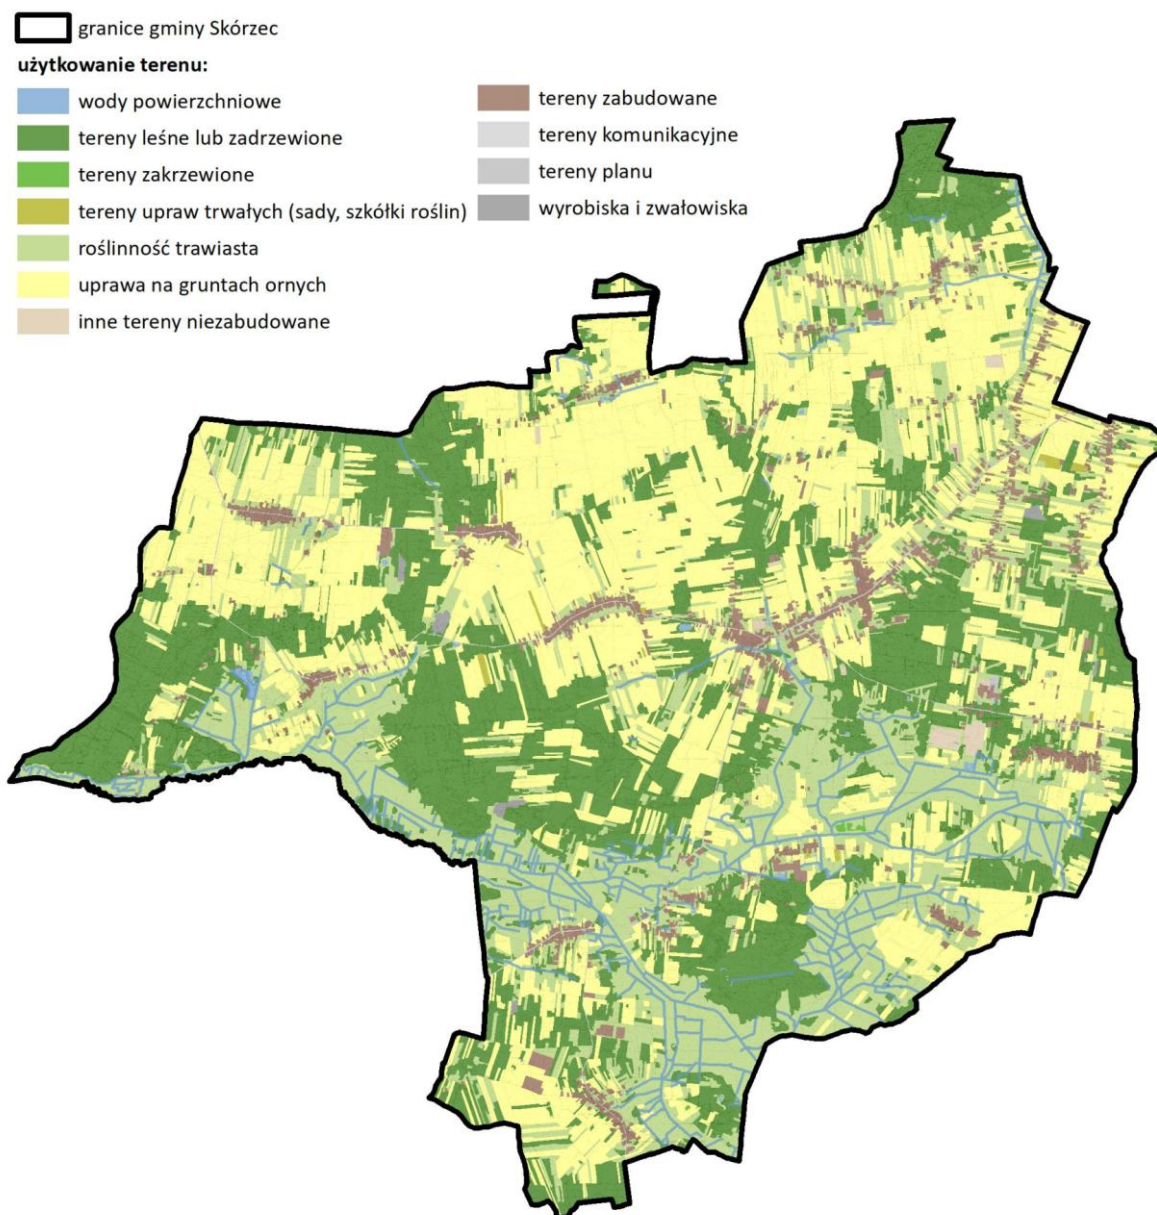 granice gminy Skórzec
użytkowanie terenu:
wody powierzchniowe
tereny leśne lub zadrzewione
tereny zakrzewione
tereny upraw trwałych (sady, szkółki roślin)
roślinność trawiasta
uprawa na gruntach ornych
inne tereny niezabudowane
tereny zabudowane
tereny komunikacyjne
tereny planu
wyrobiska i zwałowiska